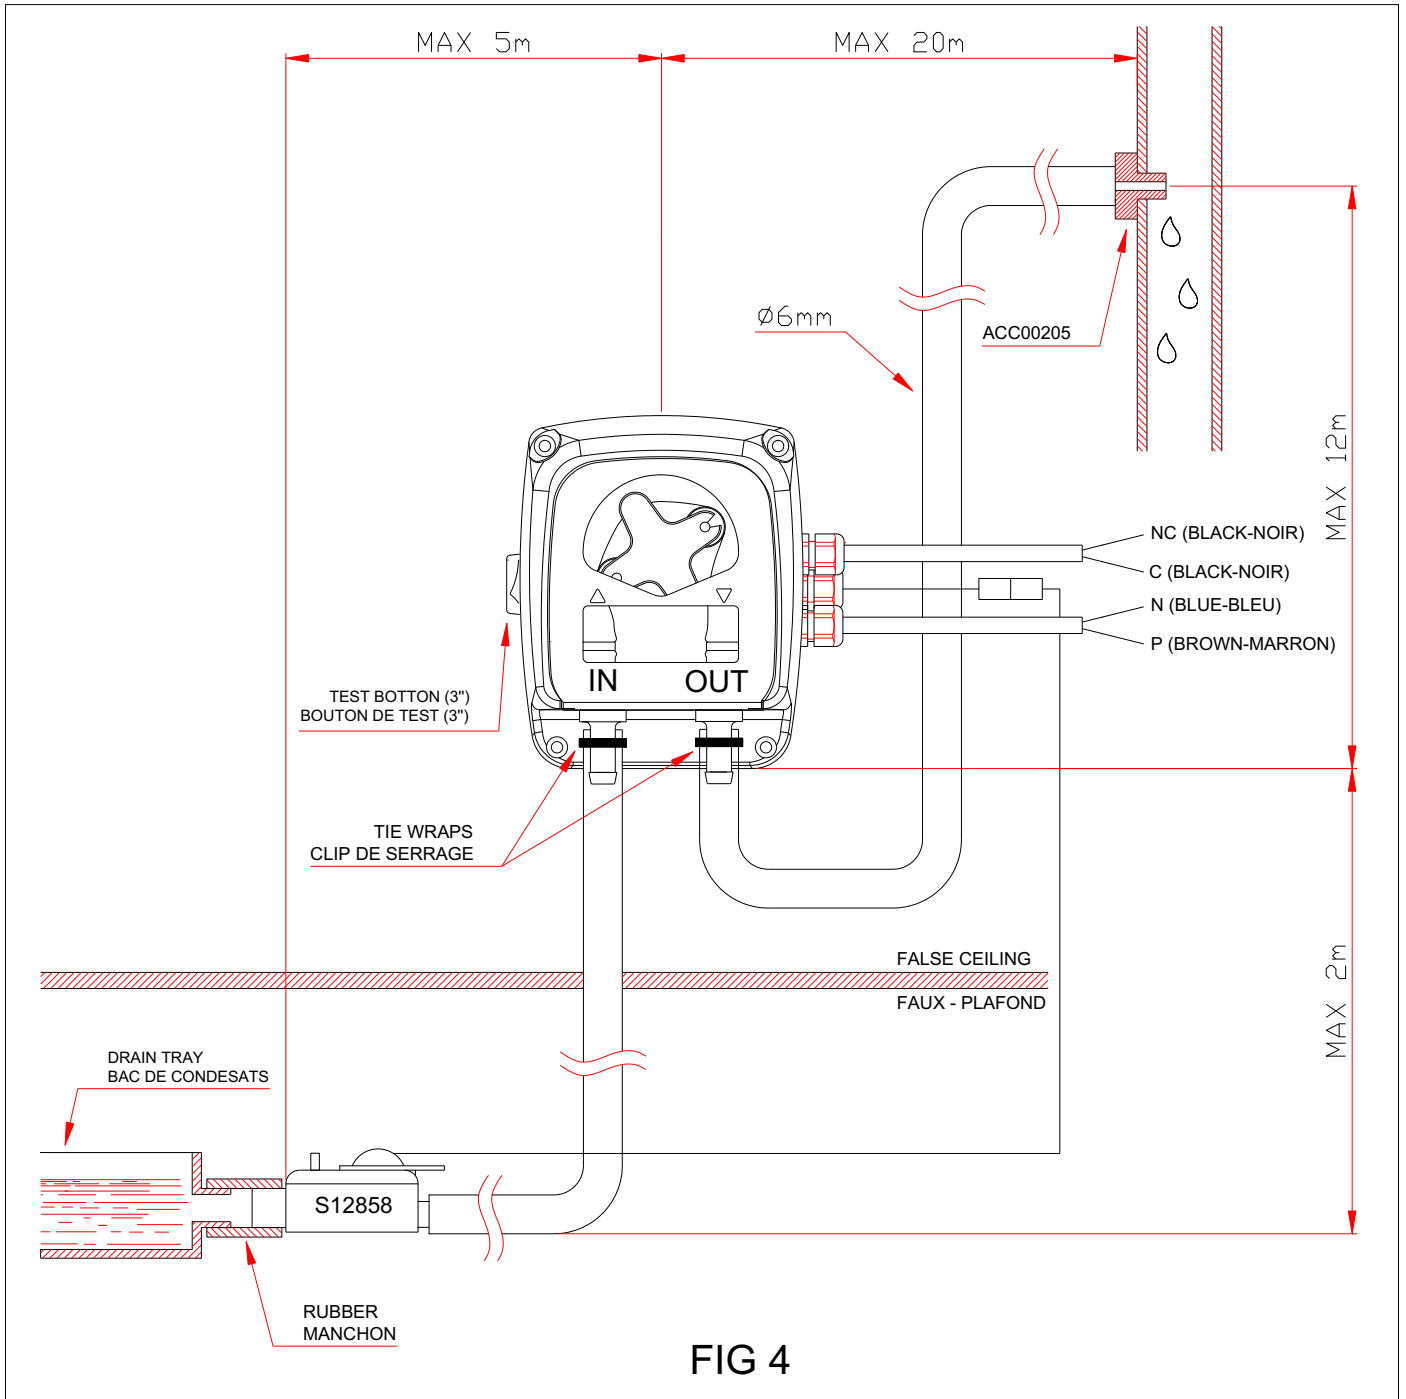 MAX 5m
MAX 20m
Ø6mm
ACC00205
MAX 12m
NC (BLACK-NOIR)
C (BLACK-NOIR)
N (BLUE-BLEU)
P (BROWN-MARRON)
IN
OUT
TEST BOTTON (3")
BOUTON DE TEST (3")
TIE WRAPS
CLIP DE SERRAGE
FALSE CEILING
FAUX - PLAFOND
MAX 2m
DRAIN TRAY
BAC DE CONDESATS
S12858
RUBBER
MANCHON
FIG 4